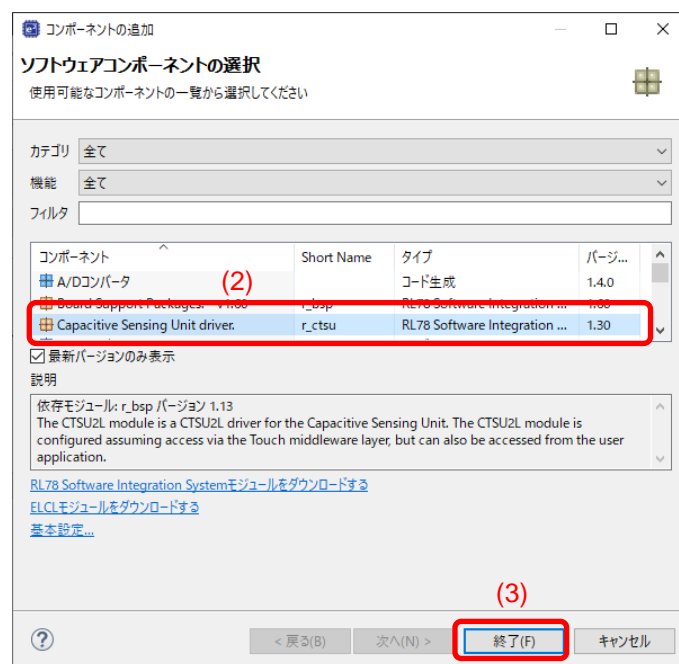 コンポーネントの追加
ソフトウェアコンポーネントの選択
使用可能なコンポーネントの一覧から選択してください
カテゴリ 全て
機能 全て
フィルタ
コンポーネント Short Name タイプ バージ...
A/Dコンバータ コード生成 1.4.0
(2)
Board Support Packages. - v1.60 r_bsp RL78 Software Integration ... 1.60
Capacitive Sensing Unit driver. r_ctsu RL78 Software Integration ... 1.30
最新バージョンのみ表示
説明
依存モジュール: r_bsp バージョン 1.13
The CTSU2L module is a CTSU2L driver for the Capacitive Sensing Unit. The CTSU2L module is
configured assuming access via the Touch middleware layer, but can also be accessed from the user
application.
RL78 Software Integration Systemモジュールをダウンロードする
ELCLモジュールをダウンロードする
基本設定...
(3)
< 戻る(B) 次へ(N) > 終了(F) キャンセル